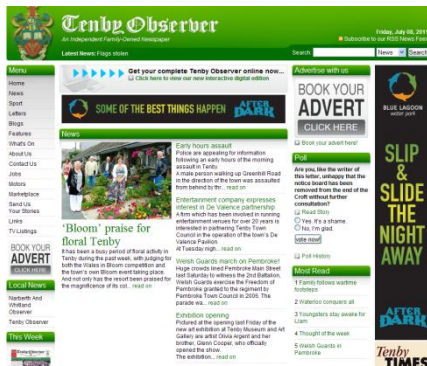 Tenby Observer
An Independent Family-Owned Newspaper
Friday, July 08, 2011
Subscribe to our RSS News Feed
Latest News: Flags stolen
Search:
News
Search
Menu
Home
News
Sport
Letters
Blogs
Features
What's On
About Us
Contact Us
Jobs
Motors
Marketplace
Send Us
Your Stories
Links
TV Listings
BOOK YOUR
ADVERT
CLICK HERE
Local News
Narberth And
Whitland
Observer
Tenby Observer
This Week
Get your complete Tenby Observer online now...
Click here to view our new interactive digital edition
SOME OF THE BEST THINGS HAPPEN AFTER DARK
News
'Bloom' praise for
floral Tenby
It has been a busy period of floral activity in
Tenby during the past week, with judging for
both the Wales in Bloom competition and
the town's own Bloom event taking place.
And not only has the resort been praised for
the magnificence of its col... read on
Early hours assault
Police are appealing for information
following an early hours of the morning
assault in Tenby.
A male person walking up Greenhill Road
in the direction of the town was assaulted
from behind by thr... read on
Entertainment company expresses
interest in De Valence partnership
A firm which has been involved in running
entertainment venues for over 20 years is
interested in partnering Tenby Town
Council in the operation of the town's De
Valence Pavilion.
At Tuesday nigh... read on
Welsh Guards march on Pembroke!
Huge crowds lined Pembroke Main Street
last Saturday to witness the 2nd Battalion,
Welsh Guards exercise the Freedom of
Pembroke granted to the regiment by
Pembroke Town Council in 2006. The
parade wa... read on
Exhibition opening
Pictured at the opening last Friday of the
new art exhibition at Tenby Museum and Art
Gallery are artist Olivia Argent and her
brother, Glenn Cooper, who officially
opened the show.
The exhibition... read on
Advertise with us
BOOK YOUR
ADVERT
CLICK HERE
Book your advert here!
Poll
Are you, like the writer of
this letter, unhappy that the
notice board has been
removed from the end of the
Croft without further
consultation?
Read Story
Yes. It's a shame.
No, I'm glad.
vote now!
Poll History
Most Read
1 Family follows wartime
footsteps
2 Waterloo conquers all
3 Youngsters stay awake for
Liam
4 Thought of the week
5 Welsh Guards in
Pembroke
BLUE LAGOON
water park
SLIP
&
SLIDE
THE
NIGHT
AWAY
AFTER
DARK
Tenby
TIMES